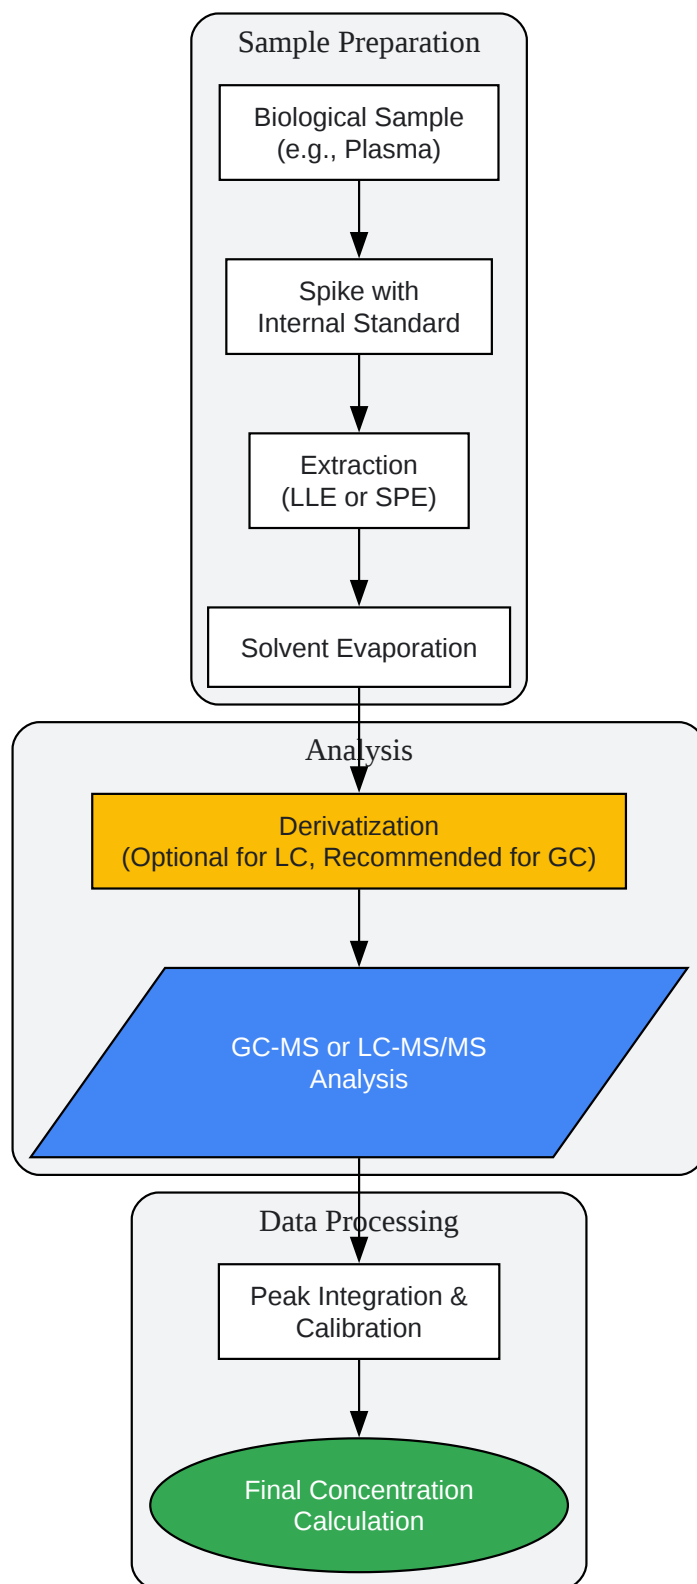 Sample Preparation
Biological Sample
(e.g., Plasma)
Spike with
Internal Standard
Extraction
(LLE or SPE)
Solvent Evaporation
Analysis
Derivatization
(Optional for LC, Recommended for GC)
GC-MS or LC-MS/MS
Analysis
Data Processing
Peak Integration &
Calibration
Final Concentration
Calculation